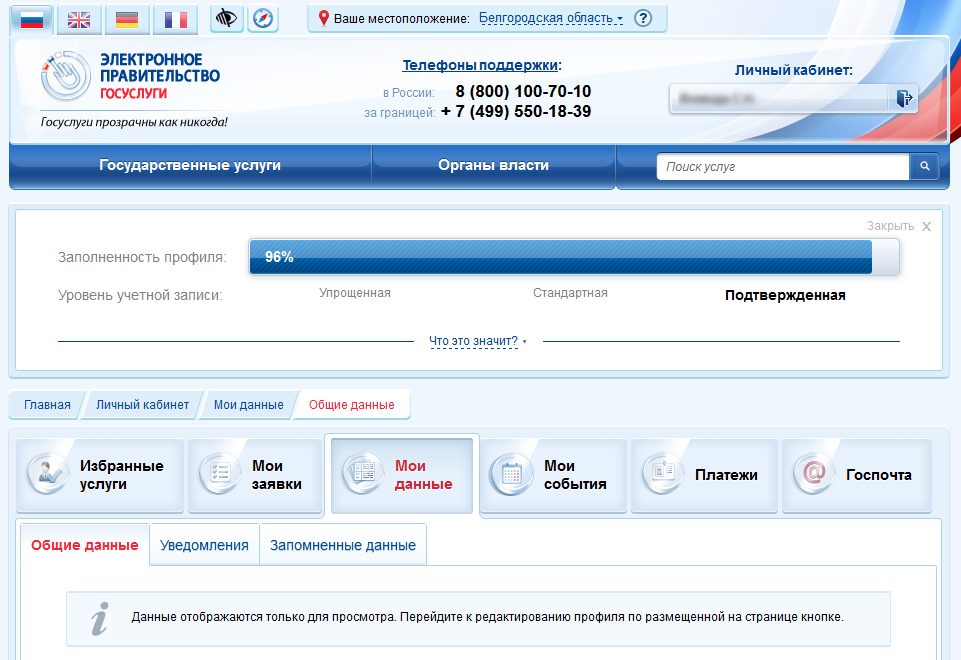 Ваше местоположение: Белгородская область ?
ЭЛЕКТРОННОЕ
ПРАВИТЕЛЬСТВО
ГОСУСЛУГИ
Госуслуги прозрачны как никогда!
Телефоны поддержки:
в России: 8 (800) 100-70-10
за границей: + 7 (499) 550-18-39
Личный кабинет:
Государственные услуги
Органы власти
Поиск услуг
Закрыть X
Заполненность профиля: 96%
Уровень учетной записи: Упрощенная Стандартная Подтвержденная
Что это значит?
Главная Личный кабинет Мои данные Общие данные
Избранные
услуги
Мои
заявки
Мои
данные
Мои
события
Платежи
@ Госпочта
Общие данные Уведомления Запомненные данные
i Данные отображаются только для просмотра. Перейдите к редактированию профиля по размещенной на странице кнопке.